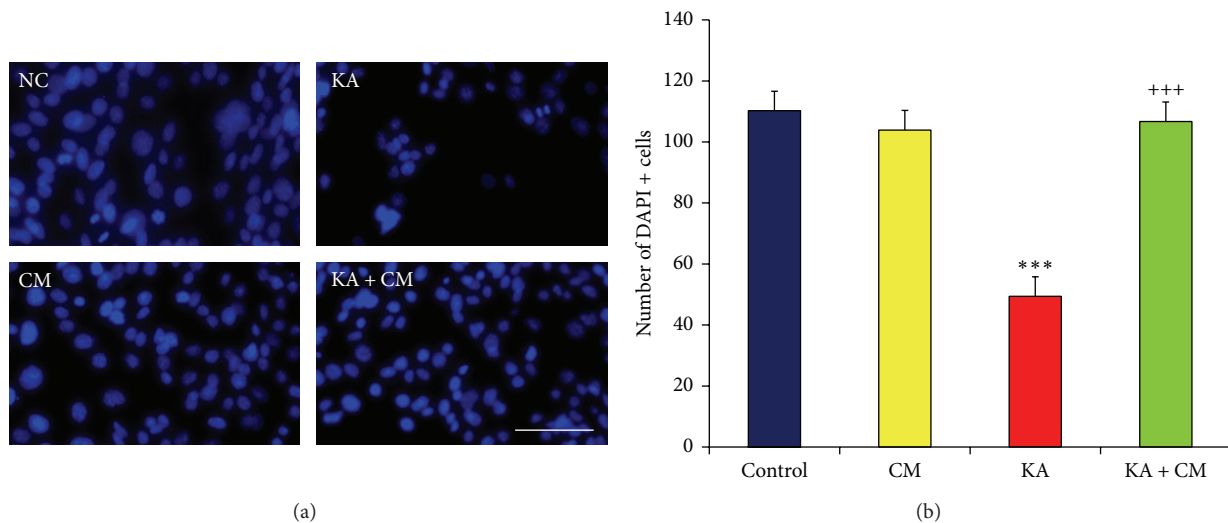 NC
KA
CM
KA + CM
(a)
Number of DAPI + cells
140
120
100
80
60
40
20
0
***
+++
Control
CM
KA
KA + CM
(b)